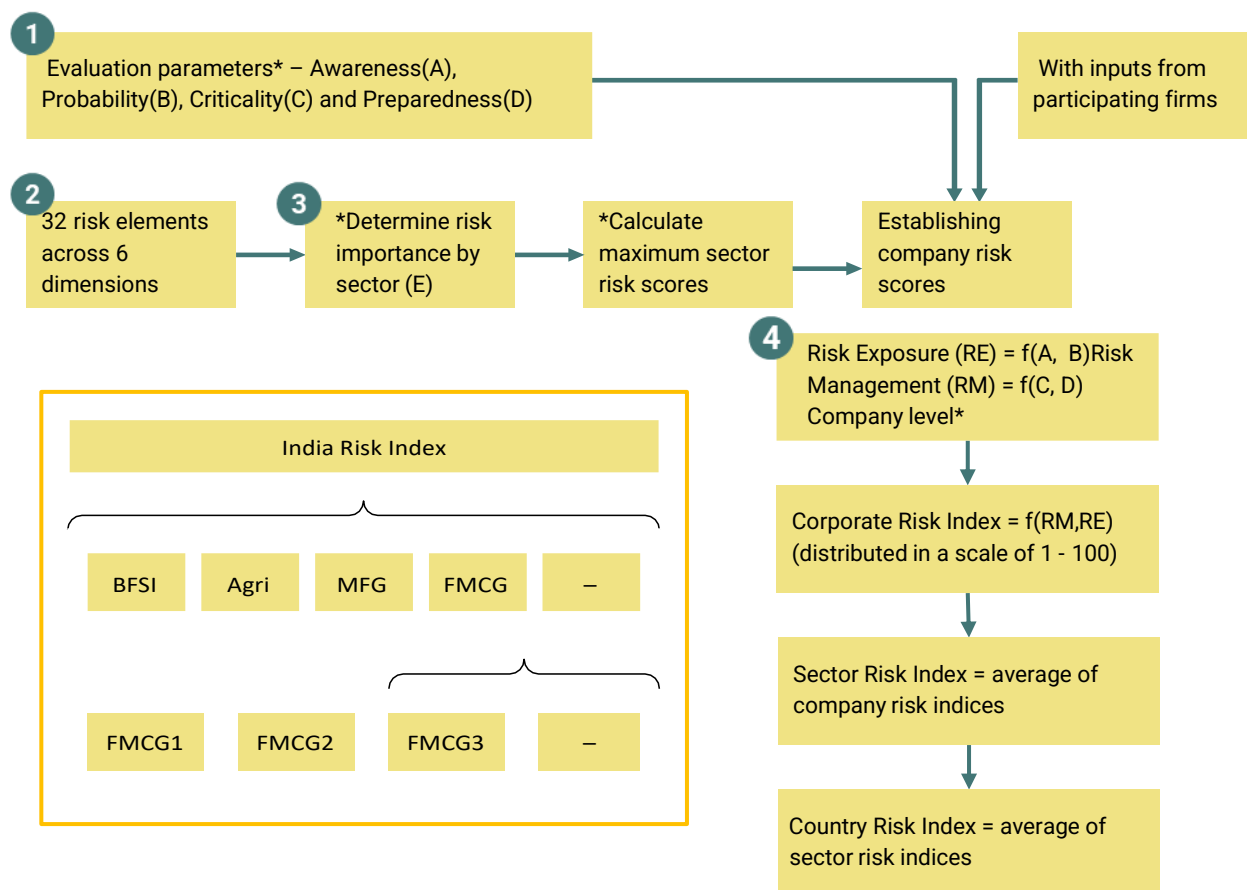 1
Evaluation parameters* – Awareness(A),
Probability(B), Criticality(C) and Preparedness(D)
With inputs from
participating firms
2
32 risk elements
across 6
dimensions
3
*Determine risk
importance by
sector (E)
*Calculate
maximum sector
risk scores
Establishing
company risk
scores
4
Risk Exposure (RE) = f(A, B)Risk
Management (RM) = f(C, D)
Company level*
Corporate Risk Index = f(RM,RE)
(distributed in a scale of 1 - 100)
Sector Risk Index = average of
company risk indices
Country Risk Index = average of
sector risk indices
India Risk Index
BFSI
Agri
MFG
FMCG
–
FMCG1
FMCG2
FMCG3
–